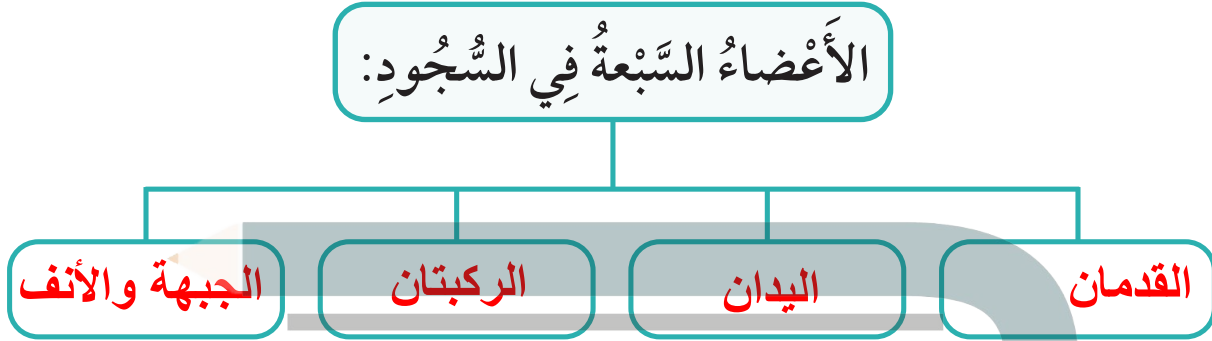 الأَعْضاءُ السَّبْعةُ فِي السُّجُودِ:
القدمان
اليدان
الركبتان
الجبهة والأنف